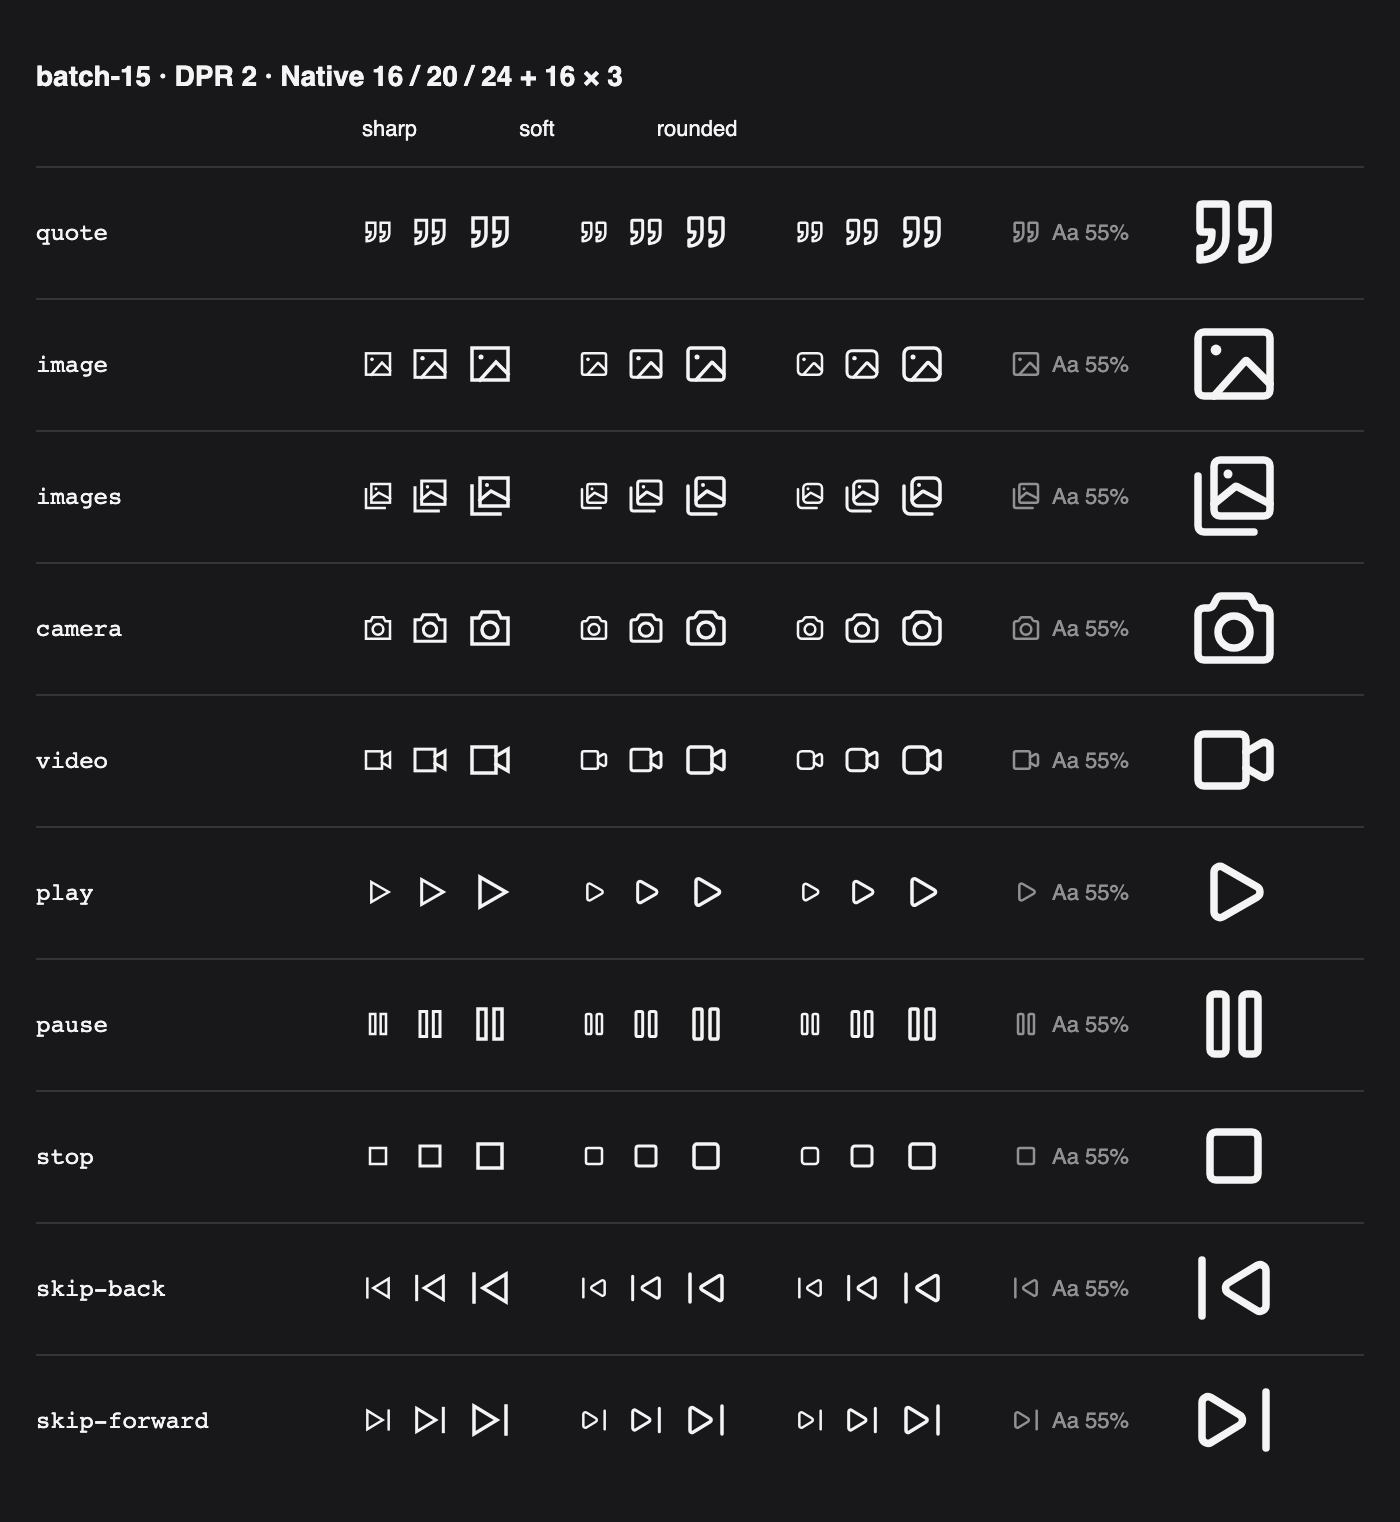 batch-15 · DPR 2 · Native 16 / 20 / 24 + 16 × 3
sharp soft rounded
quote Aa 55%
image Aa 55%
images Aa 55%
camera Aa 55%
video Aa 55%
play Aa 55%
pause Aa 55%
stop Aa 55%
skip-back Aa 55%
skip-forward Aa 55%